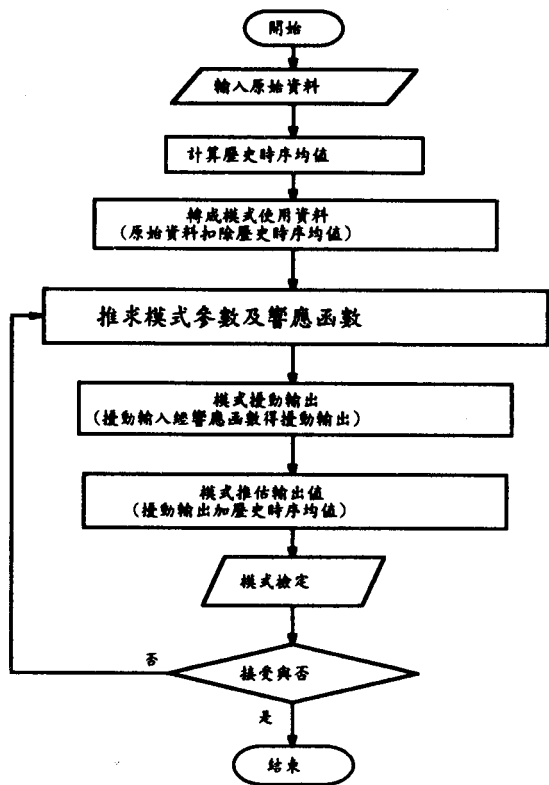 開始
輸入原始資料
計算歷史時序均值
轉成模式使用資料
(原始資料扣除歷史時序均值)
推求模式參數及響應函數
模式擾動輸出
(擾動輸入經響應函數得擾動輸出)
模式推估輸出值
(擾動輸出加歷史時序均值)
模式檢定
否
接受與否
是
結束